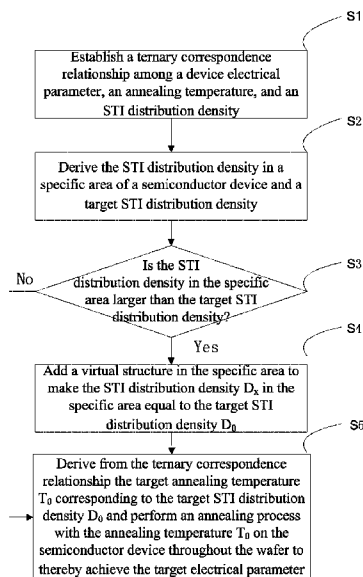 S1
Establish a ternary correspondence
relationship among a device electrical
parameter, an annealing temperature, and an
STI distribution density
S2
Derive the STI distribution density in a
specific area of a semiconductor device and a
target STI distribution density
S3
Is the STI
distribution density in the specific
area larger than the target STI
distribution density?
No
Yes
S4
Add a virtual structure in the specific area to
make the STI distribution density Dx in the
specific area equal to the target STI
distribution density D0
S6
Derive from the ternary correspondence
relationship the target annealing temperature
T0 corresponding to the target STI distribution
density D0 and perform an annealing process
with the annealing temperature T0 on the
semiconductor device throughout the wafer to
thereby achieve the target electrical parameter